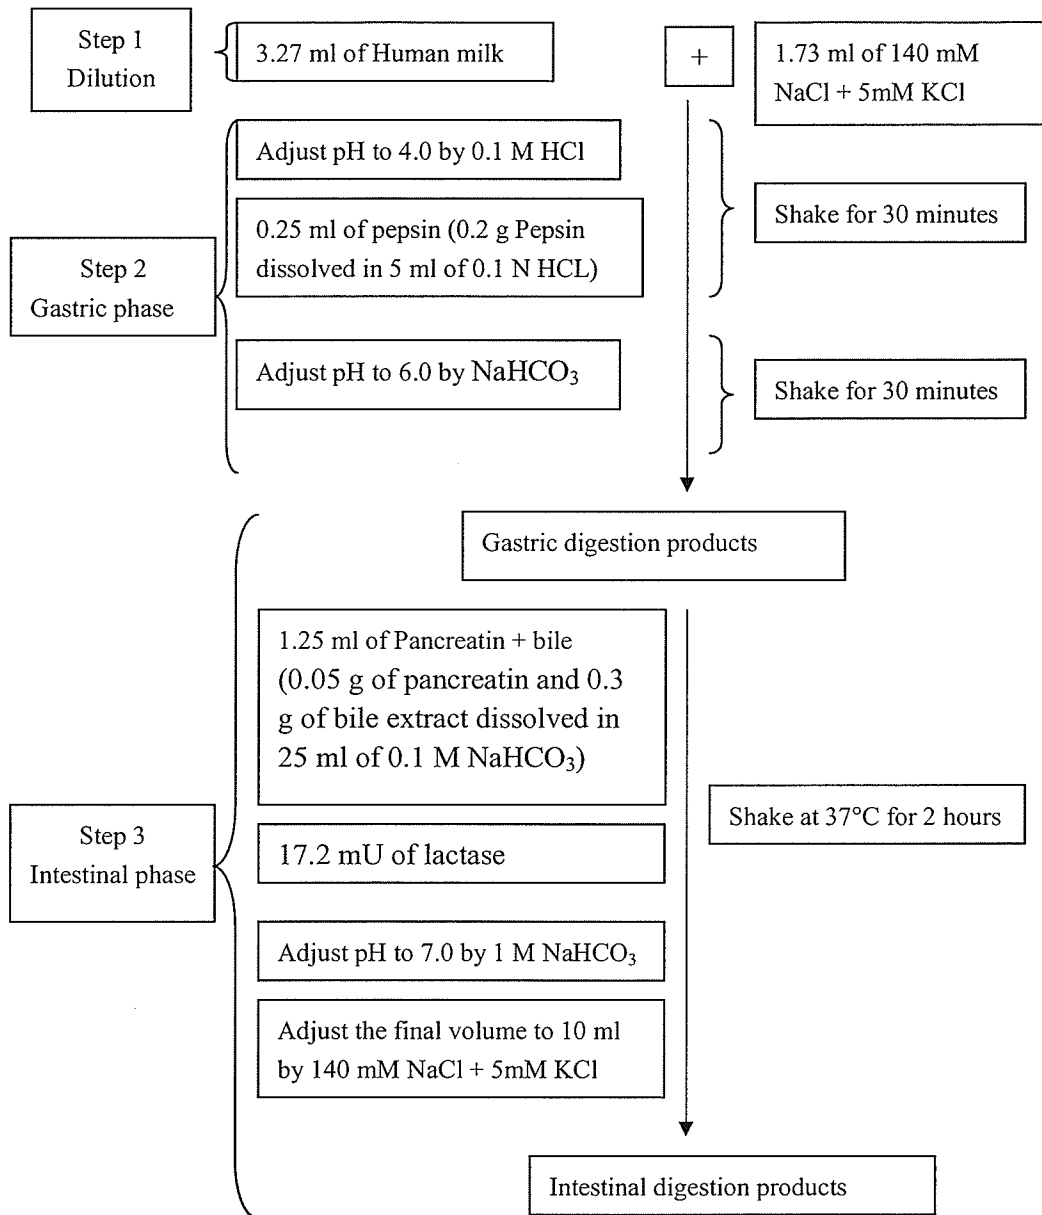 Step 1
Dilution
3.27 ml of Human milk
+
1.73 ml of 140 mM
NaCl + 5mM KCl
Adjust pH to 4.0 by 0.1 M HCl
0.25 ml of pepsin (0.2 g Pepsin
dissolved in 5 ml of 0.1 N HCL)
Shake for 30 minutes
Step 2
Gastric phase
Adjust pH to 6.0 by NaHCO₃
Shake for 30 minutes
Gastric digestion products
1.25 ml of Pancreatin + bile
(0.05 g of pancreatin and 0.3
g of bile extract dissolved in
25 ml of 0.1 M NaHCO₃)
Shake at 37°C for 2 hours
Step 3
Intestinal phase
17.2 mU of lactase
Adjust pH to 7.0 by 1 M NaHCO₃
Adjust the final volume to 10 ml
by 140 mM NaCl + 5mM KCl
Intestinal digestion products